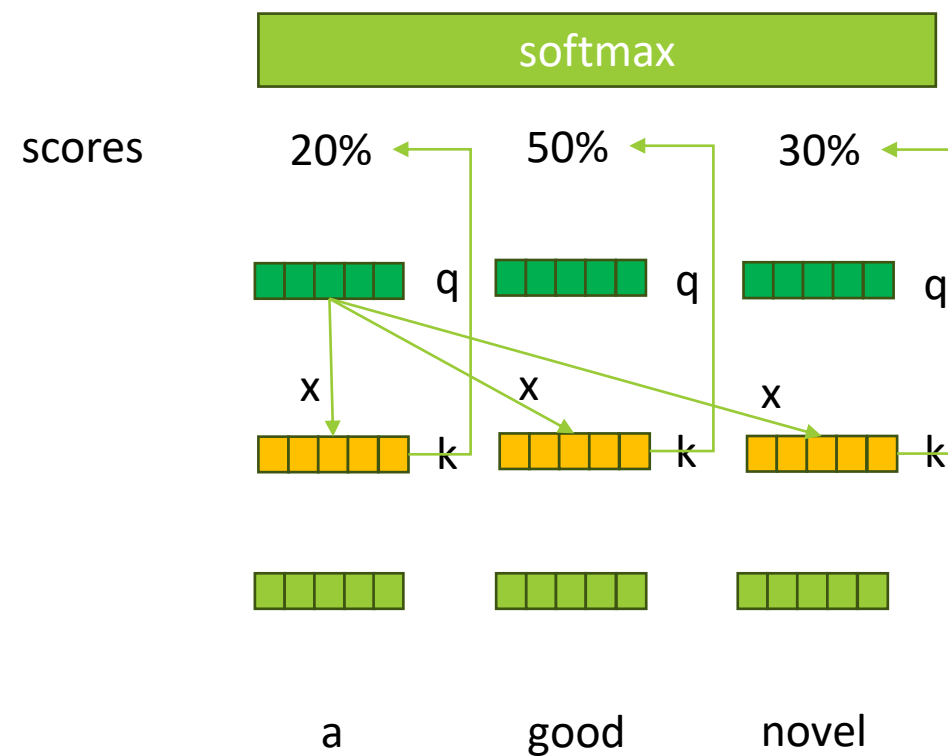 softmax
scores 20% 50% 30%
q q q
x x x
k k k
a good novel